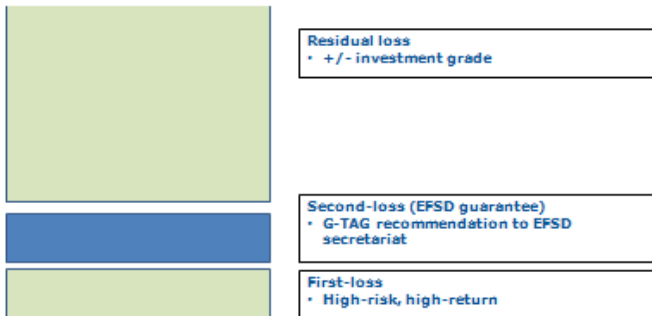 Residual loss
• +/- investment grade
Second-loss (EFSD guarantee)
• G-TAG recommendation to EFSD
secretariat
First-loss
• High-risk, high-return